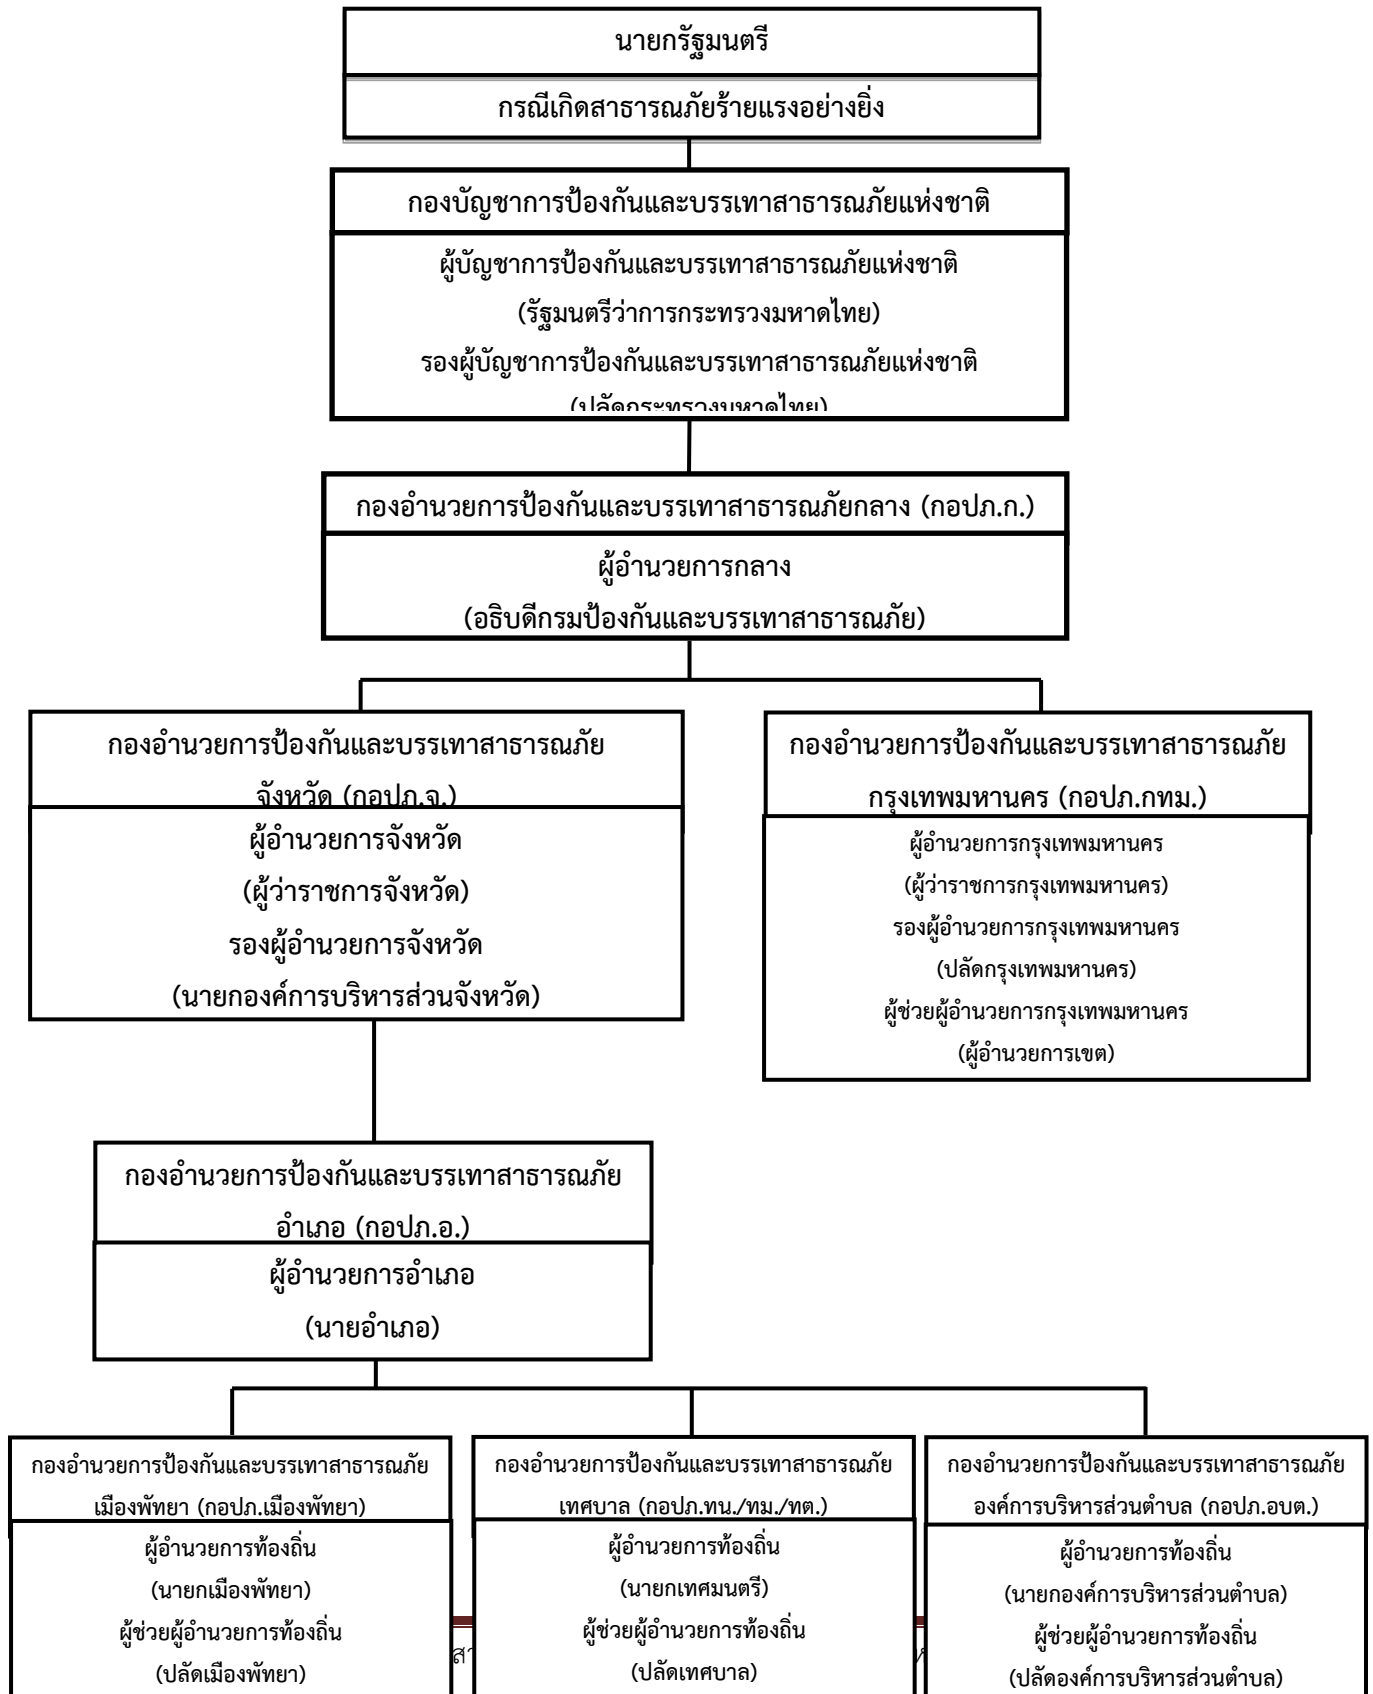 นายกรัฐมนตรี
กรณีเกิดสาธารณภัยร้ายแรงอย่างยิ่ง
กองบัญชาการป้องกันและบรรเทาสาธารณภัยแห่งชาติ
ผู้บัญชาการป้องกันและบรรเทาสาธารณภัยแห่งชาติ
(รัฐมนตรีว่าการกระทรวงมหาดไทย)
รองผู้บัญชาการป้องกันและบรรเทาสาธารณภัยแห่งชาติ
(ปลัดกระทรวงมหาดไทย)
กองอำนวยการป้องกันและบรรเทาสาธารณภัยกลาง (กอปภ.ก.)
ผู้อำนวยการกลาง
(อธิบดีกรมป้องกันและบรรเทาสาธารณภัย)
กองอำนวยการป้องกันและบรรเทาสาธารณภัย
จังหวัด (กอปภ.จ.)
ผู้อำนวยการจังหวัด
(ผู้ว่าราชการจังหวัด)
รองผู้อำนวยการจังหวัด
(นายกองค์การบริหารส่วนจังหวัด)
กองอำนวยการป้องกันและบรรเทาสาธารณภัย
กรุงเทพมหานคร (กอปภ.กทม.)
ผู้อำนวยการกรุงเทพมหานคร
(ผู้ว่าราชการกรุงเทพมหานคร)
รองผู้อำนวยการกรุงเทพมหานคร
(ปลัดกรุงเทพมหานคร)
ผู้ช่วยผู้อำนวยการกรุงเทพมหานคร
(ผู้อำนวยการเขต)
กองอำนวยการป้องกันและบรรเทาสาธารณภัย
อำเภอ (กอปภ.อ.)
ผู้อำนวยการอำเภอ
(นายอำเภอ)
กองอำนวยการป้องกันและบรรเทาสาธารณภัย
เมืองพัทยา (กอปภ.เมืองพัทยา)
ผู้อำนวยการท้องถิ่น
(นายกเมืองพัทยา)
ผู้ช่วยผู้อำนวยการท้องถิ่น
(ปลัดเมืองพัทยา)
กองอำนวยการป้องกันและบรรเทาสาธารณภัย
เทศบาล (กอปภ.ทน./ทม./ทต.)
ผู้อำนวยการท้องถิ่น
(นายกเทศมนตรี)
ผู้ช่วยผู้อำนวยการท้องถิ่น
(ปลัดเทศบาล)
กองอำนวยการป้องกันและบรรเทาสาธารณภัย
องค์การบริหารส่วนตำบล (กอปภ.อบต.)
ผู้อำนวยการท้องถิ่น
(นายกองค์การบริหารส่วนตำบล)
ผู้ช่วยผู้อำนวยการท้องถิ่น
(ปลัดองค์การบริหารส่วนตำบล)